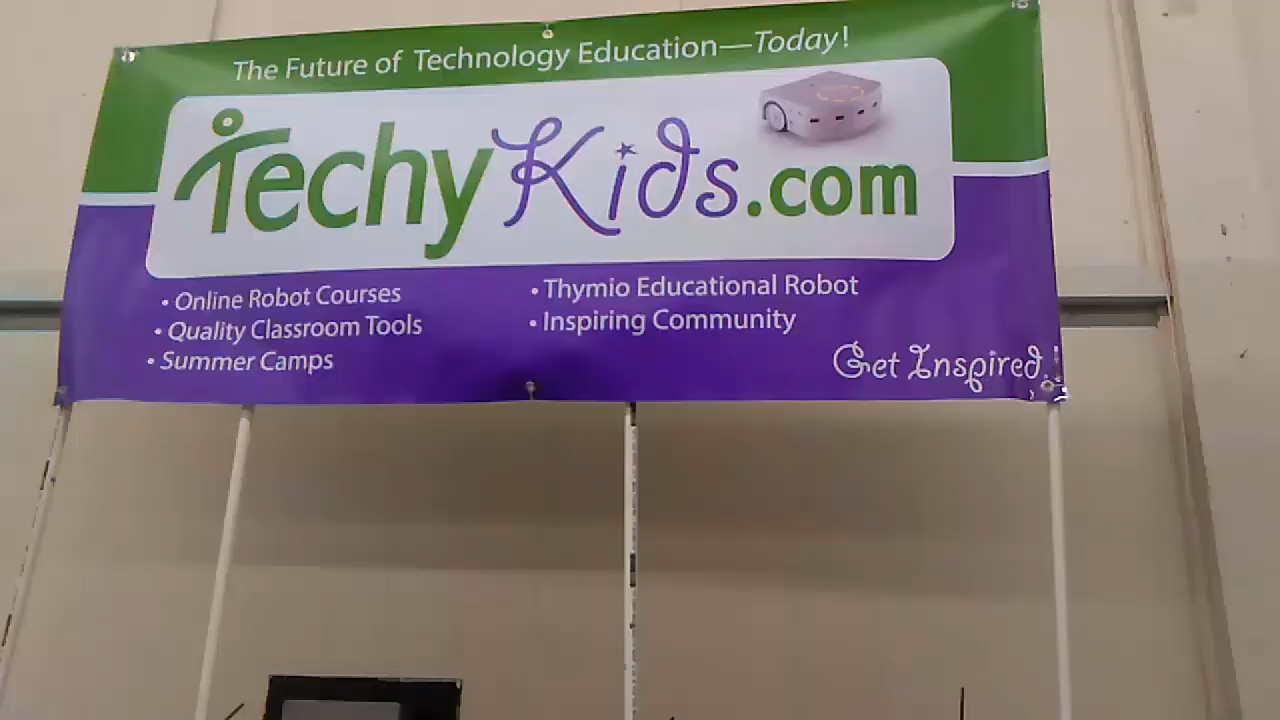 The Future of Technology Education—Today!
TechyKids.com
• Online Robot Courses
• Quality Classroom Tools
• Summer Camps
• Thymio Educational Robot
• Inspiring Community
Get Inspired!